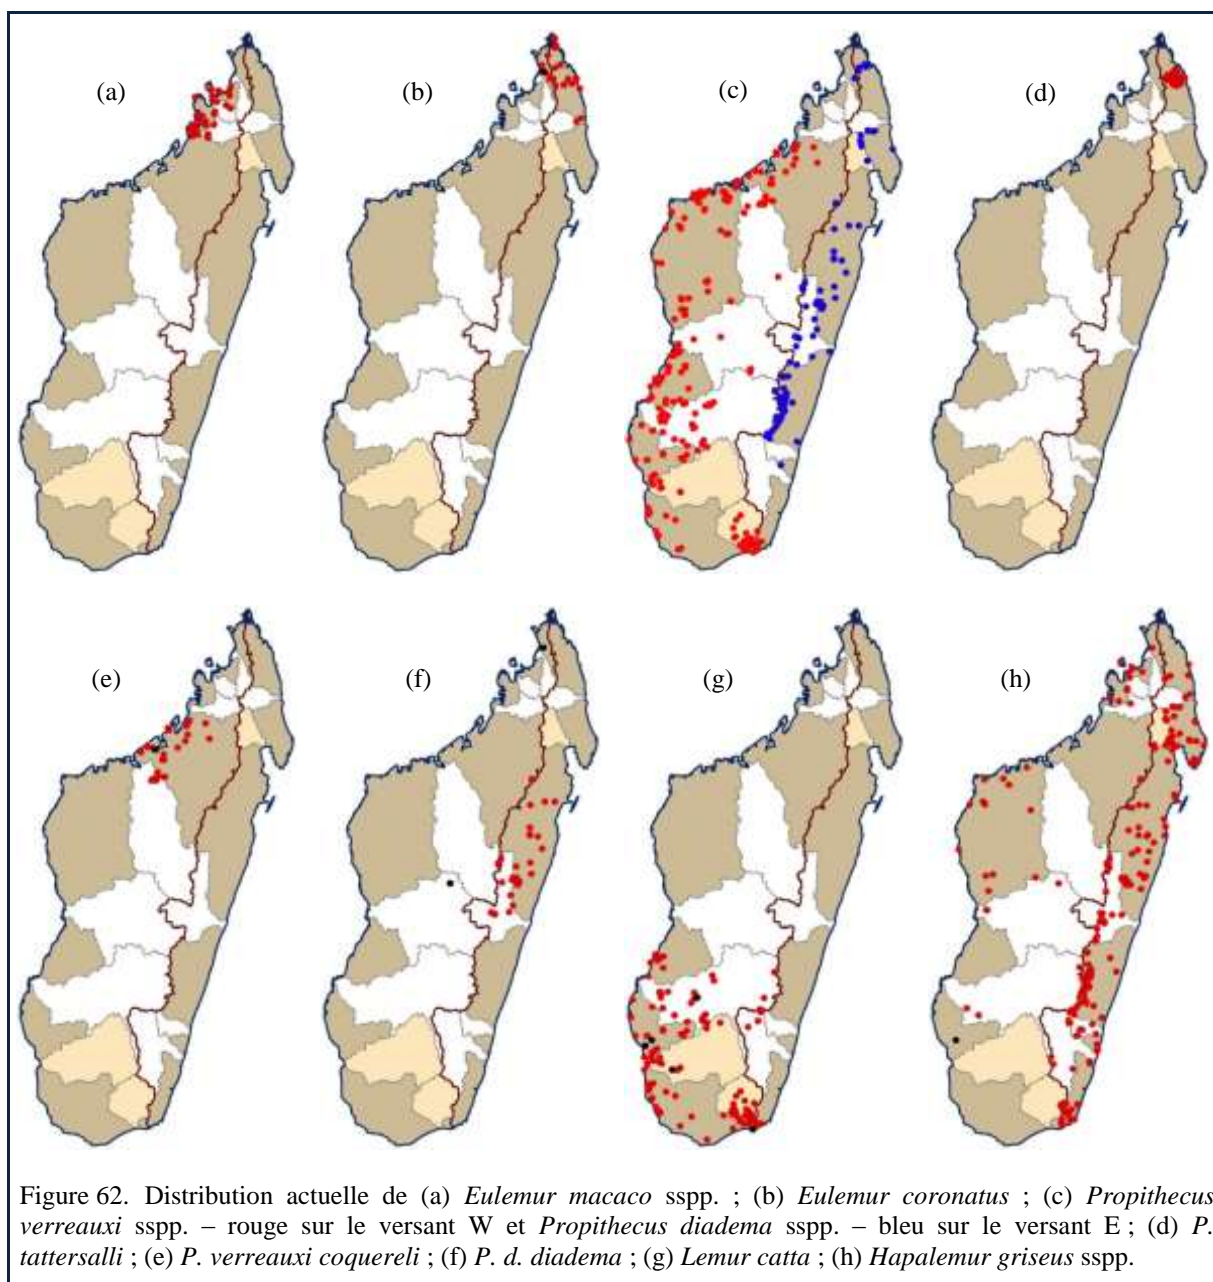 (a)
(b)
(c)
(d)
(e)
(f)
(g)
(h)
Figure 62. Distribution actuelle de (a) Eulemur macaco sspp. ; (b) Eulemur coronatus ; (c) Propithecus
verreauxi sspp. – rouge sur le versant W et Propithecus diadema sspp. – bleu sur le versant E ; (d) P.
tattersalli ; (e) P. verreauxi coquereli ; (f) P. d. diadema ; (g) Lemur catta ; (h) Hapalemur griseus sspp.